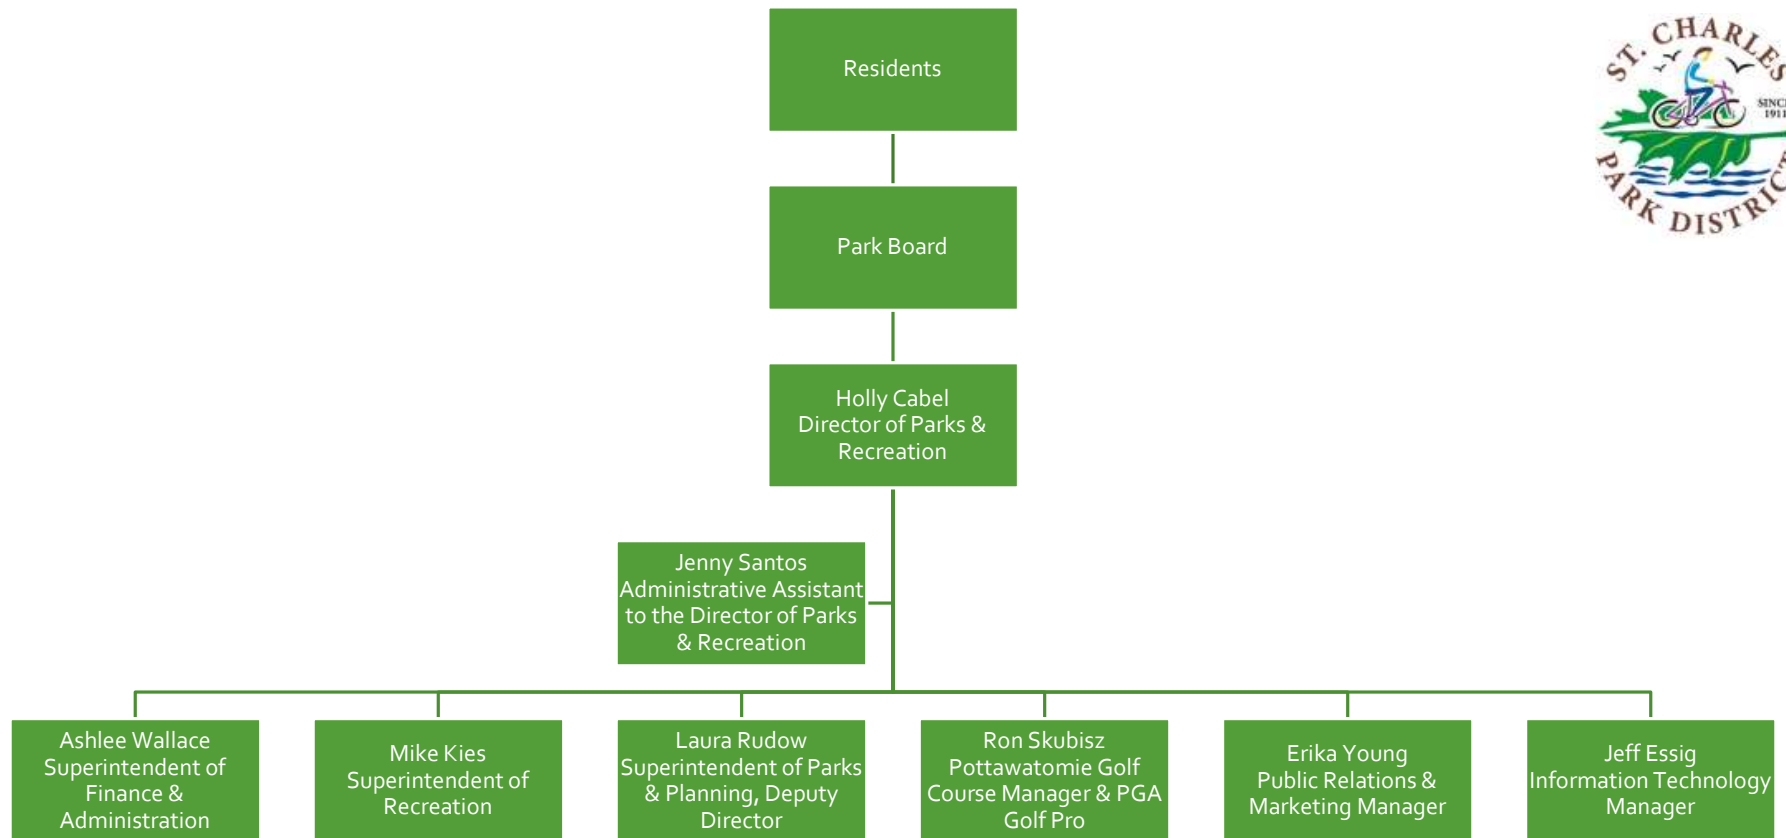 Residents
ST. CHARLES
SINCE
1911
PARK DISTRICT
Park Board
Holly Cabel
Director of Parks &
Recreation
Jenny Santos
Administrative Assistant
to the Director of Parks
& Recreation
Ashlee Wallace
Superintendent of
Finance &
Administration
Mike Kies
Superintendent of
Recreation
Laura Rudow
Superintendent of Parks
& Planning, Deputy
Director
Ron Skubisz
Pottawatomie Golf
Course Manager & PGA
Golf Pro
Erika Young
Public Relations &
Marketing Manager
Jeff Essig
Information Technology
Manager